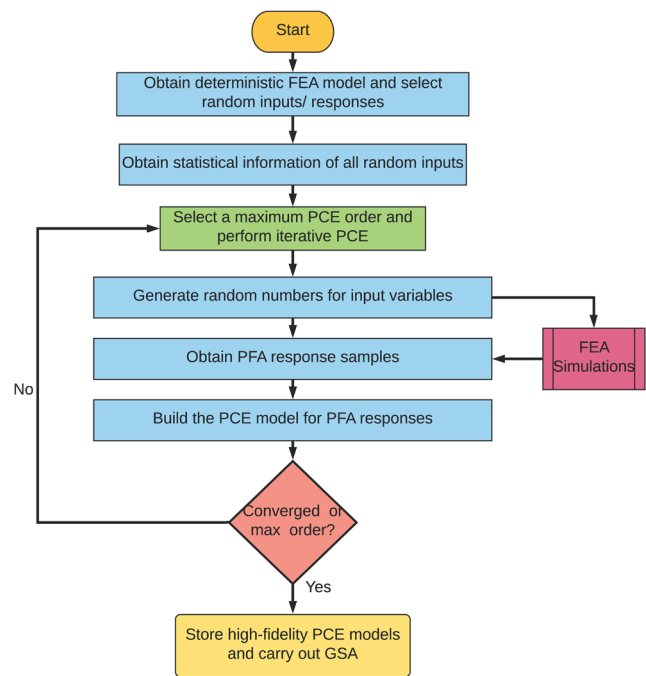 Start
Obtain deterministic FEA model and select
random inputs/ responses
Obtain statistical information of all random inputs
Select a maximum PCE order and
perform iterative PCE
Generate random numbers for input variables
FEA
Simulations
Obtain PFA response samples
No
Build the PCE model for PFA responses
Converged or
max order?
Yes
Store high-fidelity PCE models
and carry out GSA